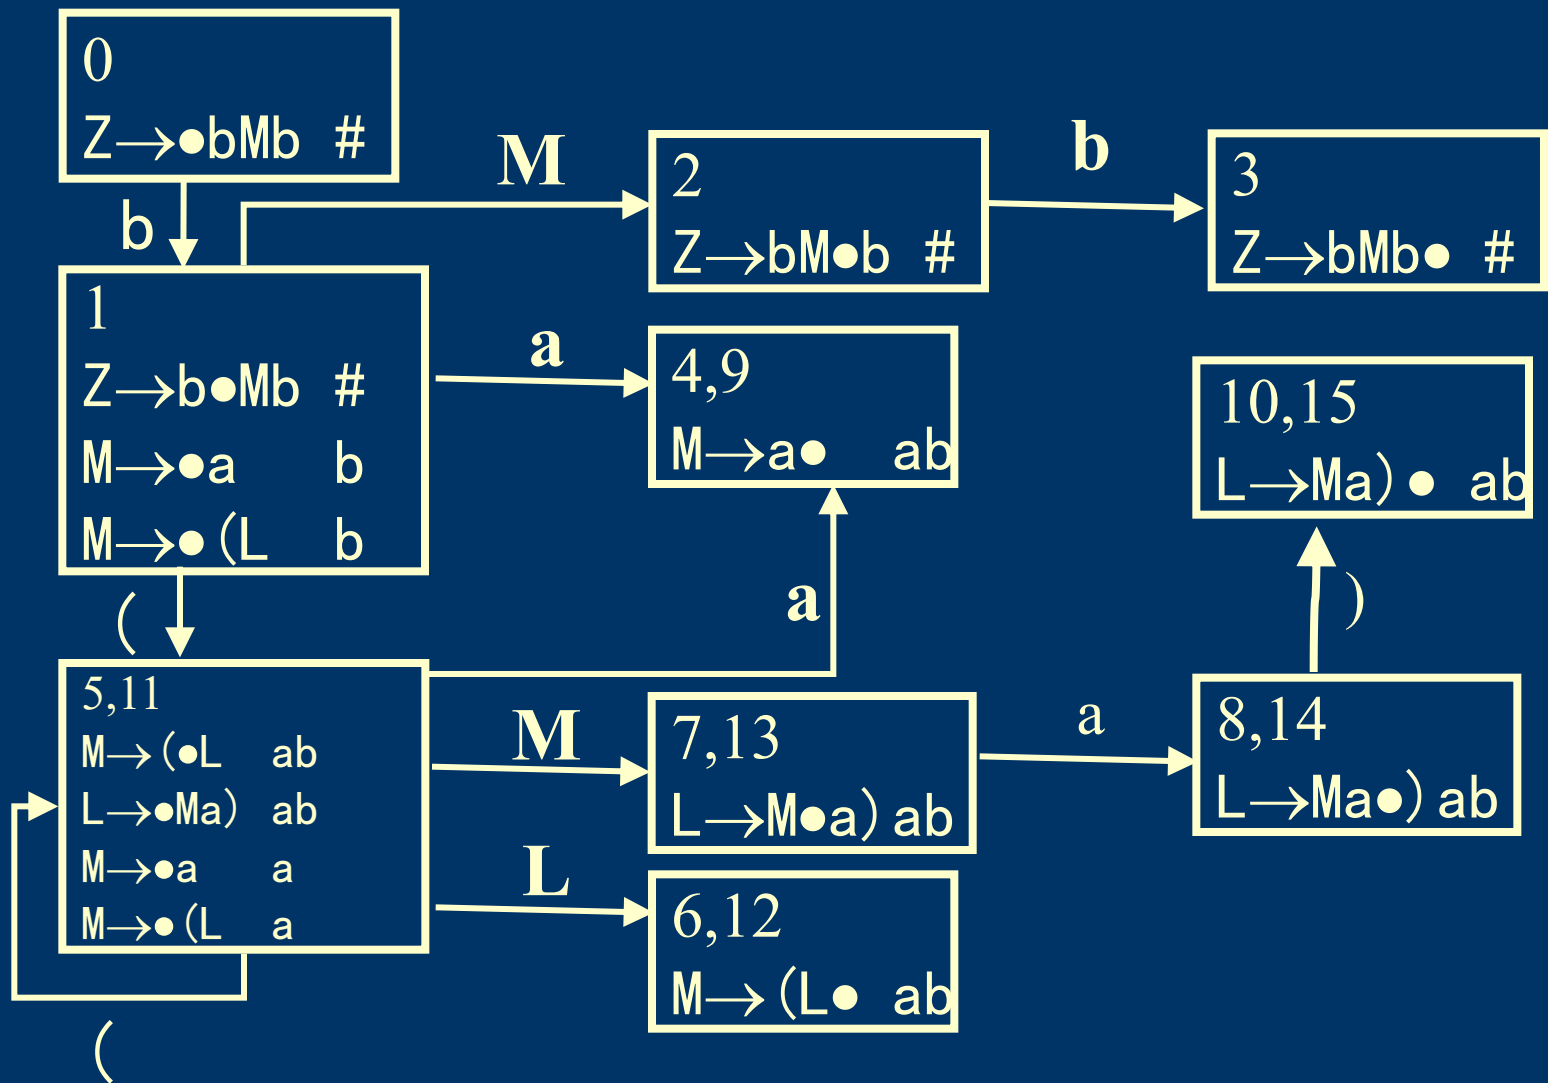 0
Z→●bMb #
b
M
2
Z→bM●b #
b
3
Z→bMb● #
1
Z→b●Mb #
M→●a b
M→●(L b
a
4,9
M→a● ab
10,15
L→Ma)● ab
(
a
)
5,11
M→(●L ab
L→●Ma) ab
M→●a a
M→●(L a
M
7,13
L→M●a) ab
a
8,14
L→Ma●) ab
L
6,12
M→(L● ab
(